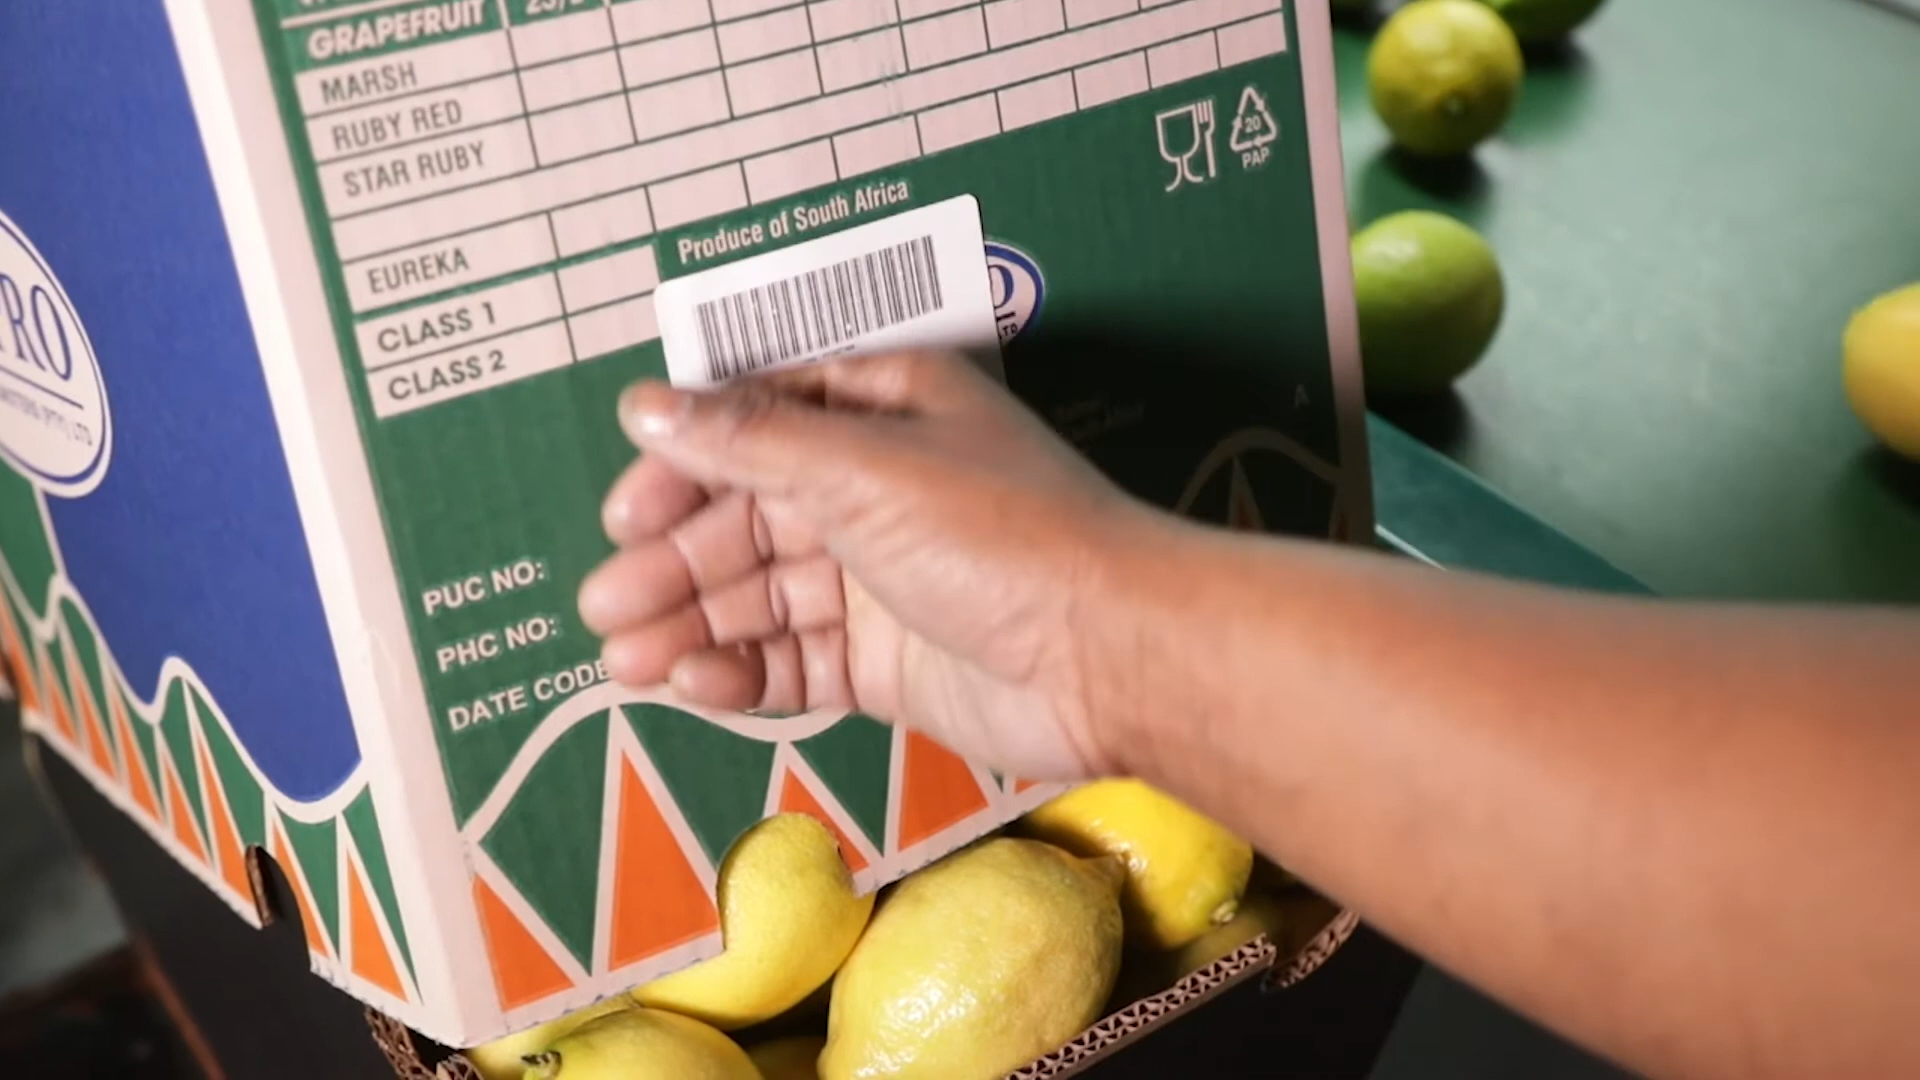 GRAPEFRUIT
MARSH
RUBY RED
STAR RUBY
EUREKA
CLASS 1
CLASS 2
Produce of South Africa
20
PAP
PUC NO:
PHC NO:
DATE CODE
LTD